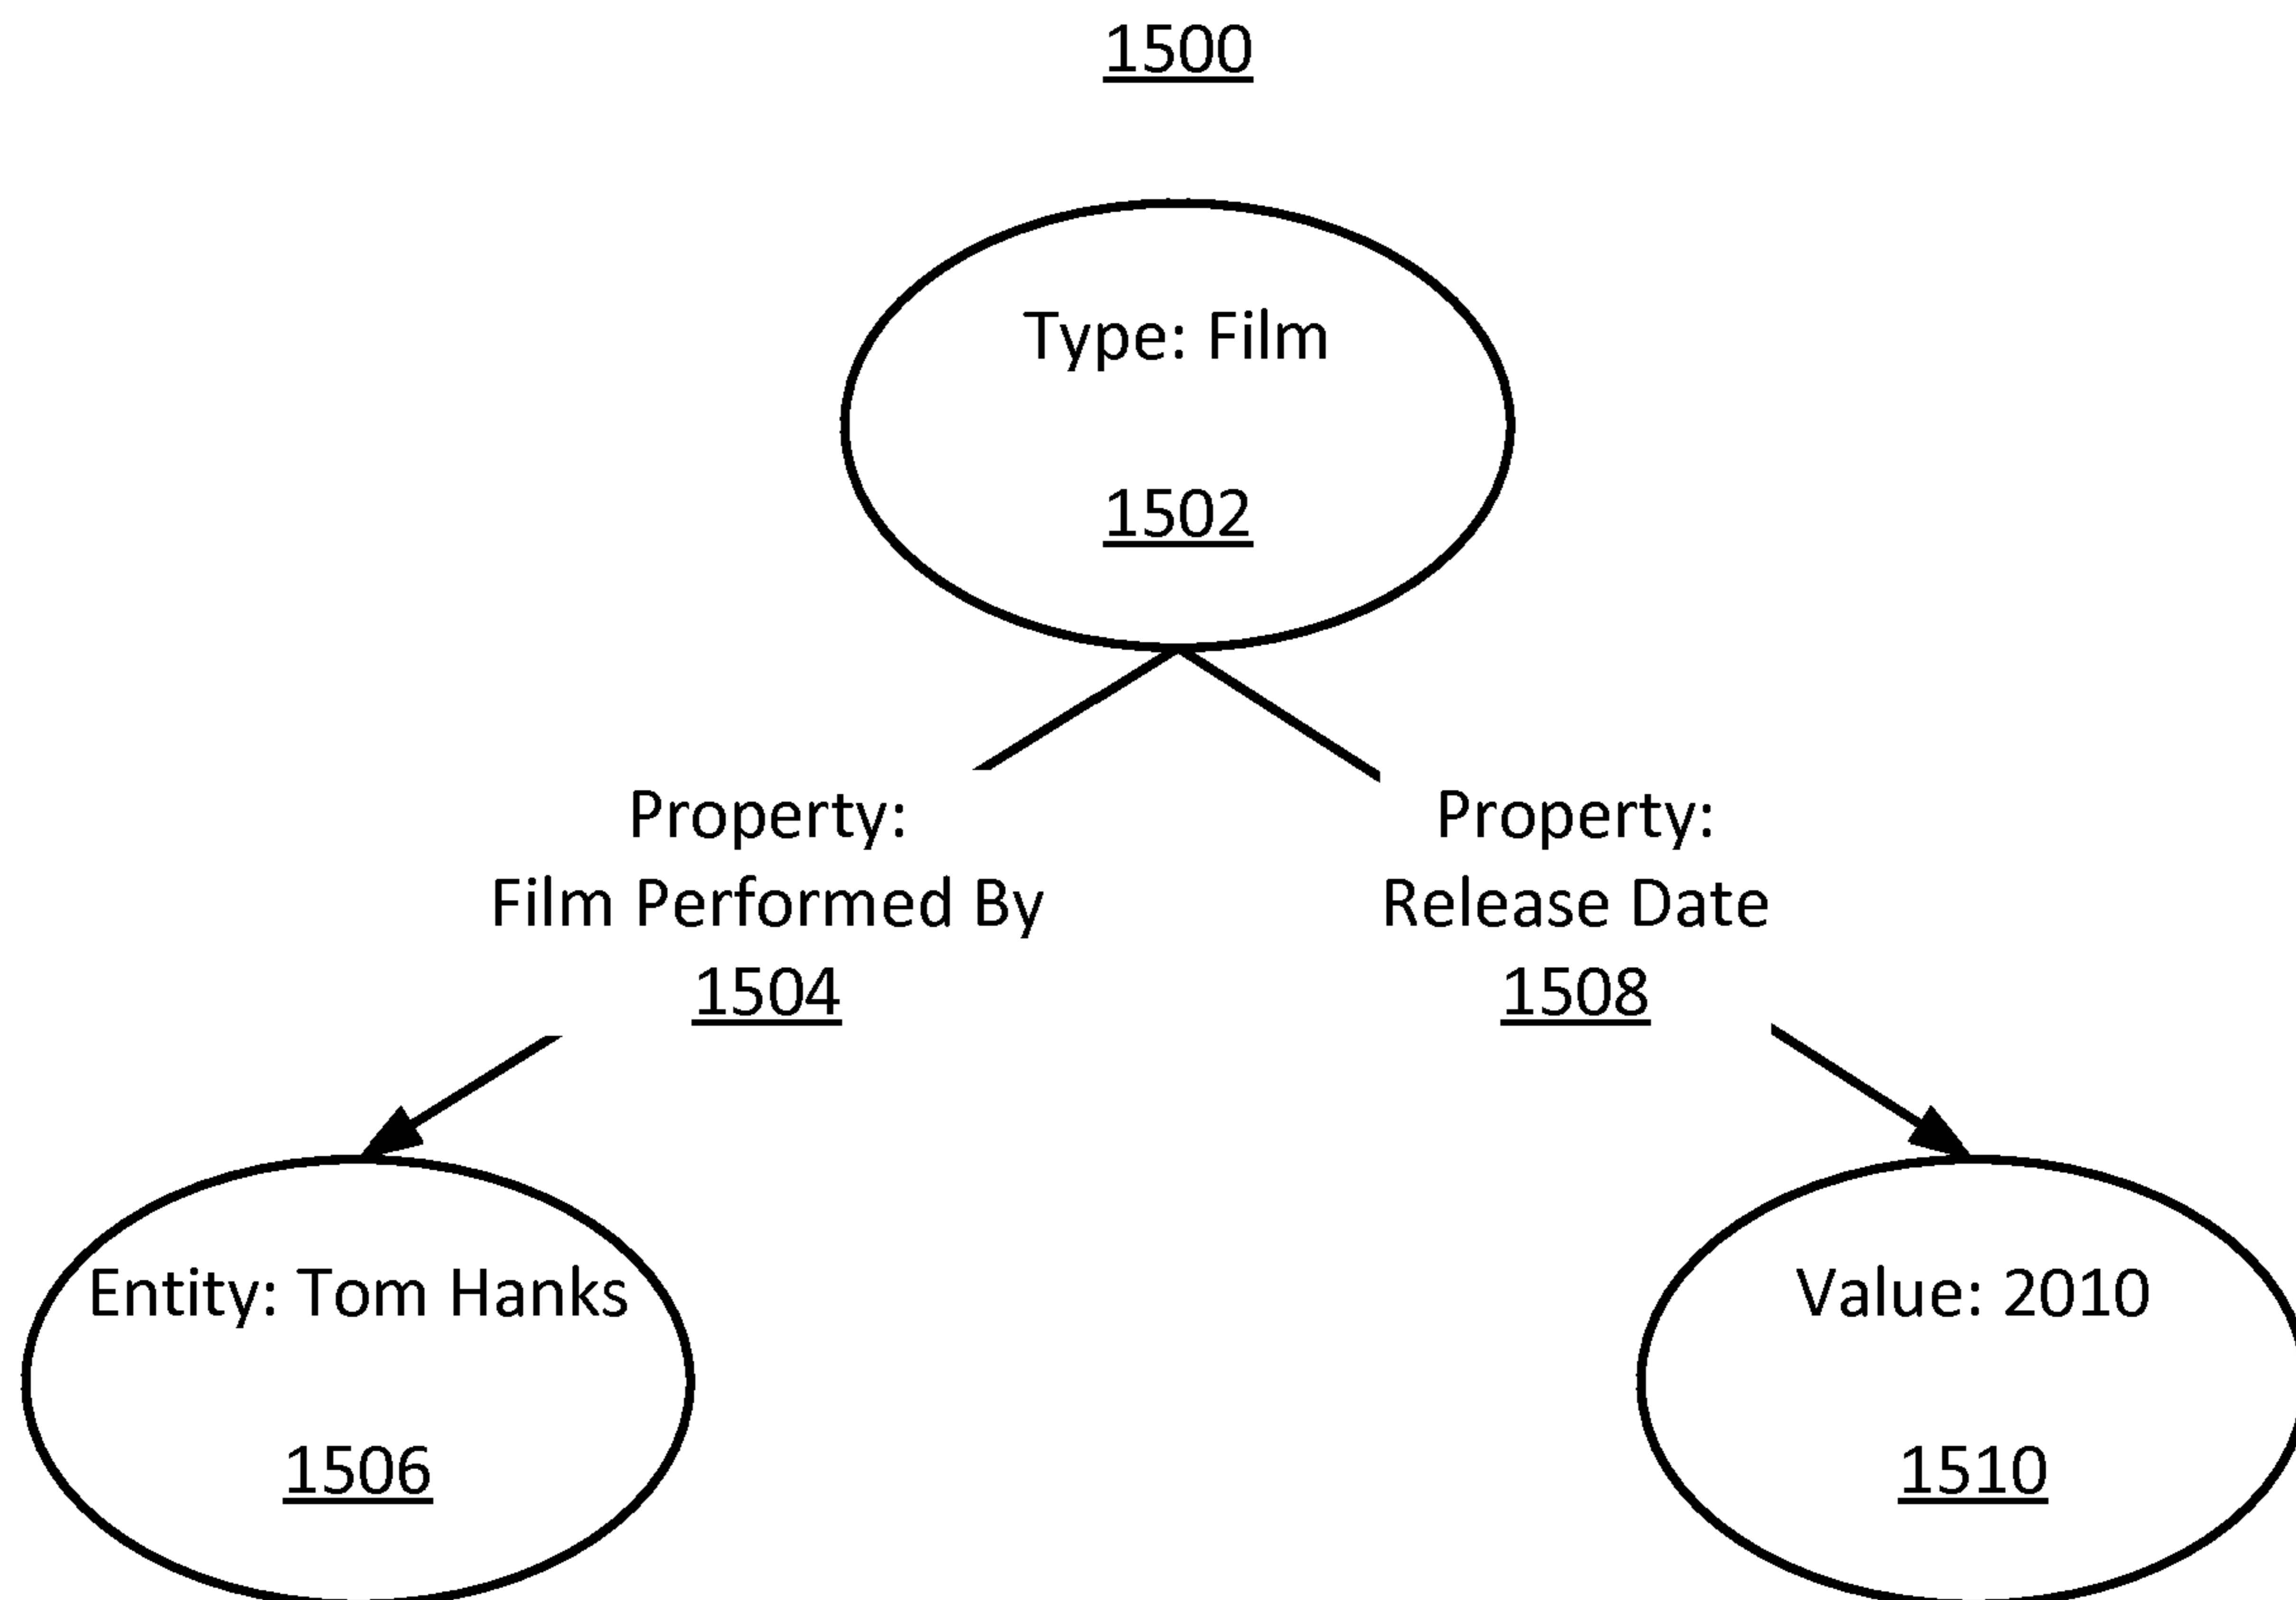 1500
Type: Film
1502
Property:
Film Performed By
1504
Property:
Release Date
1508
Entity: Tom Hanks
1506
Value: 2010
1510